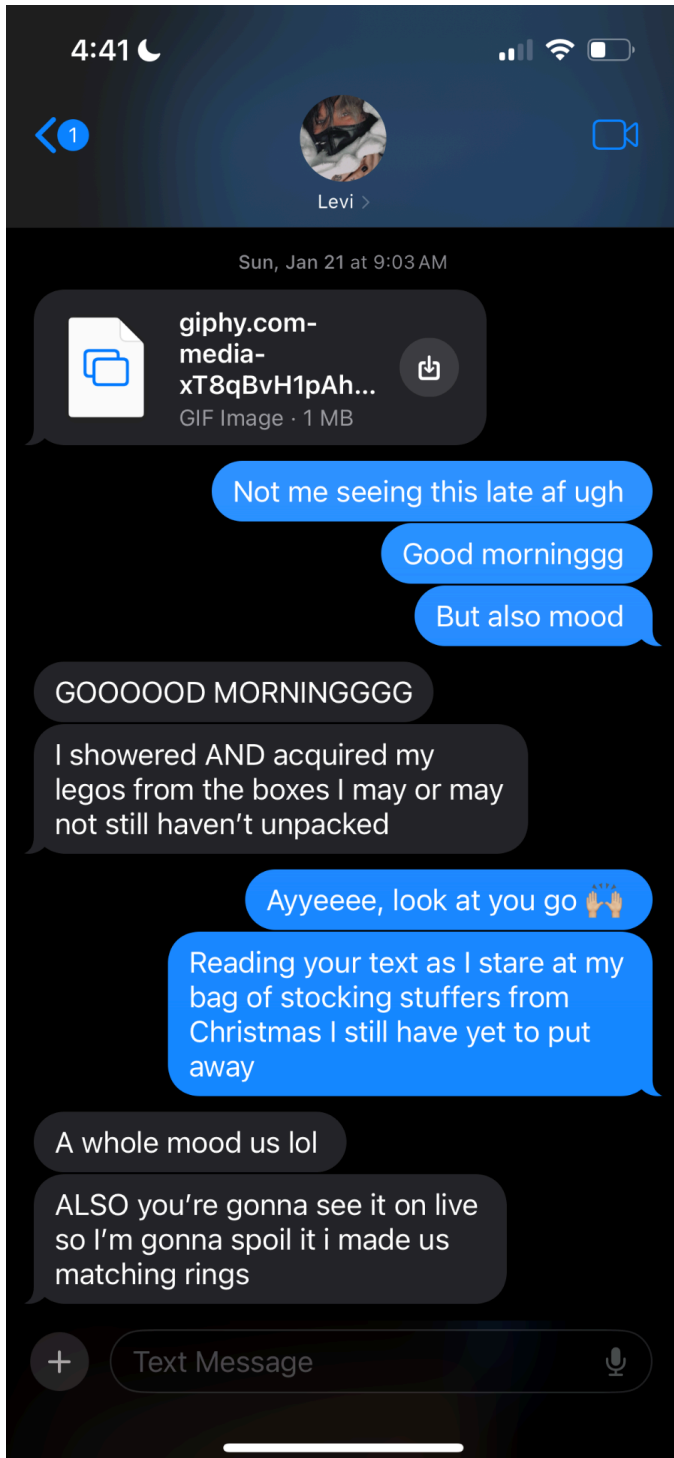 4:41
1
Levi
Sun, Jan 21 at 9:03 AM
giphy.com-
media-
xT8qBvH1pAh...
GIF Image · 1 MB
Not me seeing this late af ugh
Good morninggg
But also mood
GOOOOOD MORNINGGGG
I showered AND acquired my
legos from the boxes I may or may
not still haven’t unpacked
Ayyeeee, look at you go 🙌🏼
Reading your text as I stare at my
bag of stocking stuffers from
Christmas I still have yet to put
away
A whole mood us lol
ALSO you’re gonna see it on live
so I’m gonna spoil it i made us
matching rings
Text Message